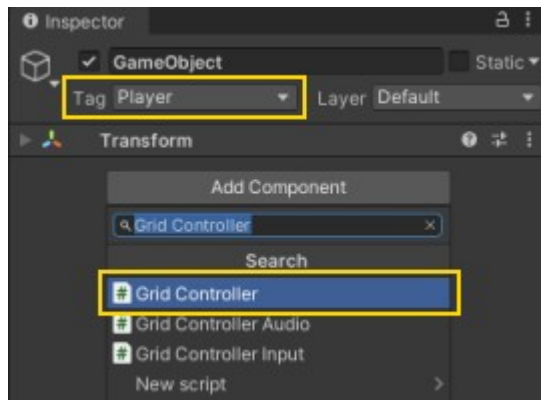 Inspector
GameObject Static
Tag Player Layer Default
Transform
Add Component
Grid Controller
Search
Grid Controller
Grid Controller Audio
Grid Controller Input
New script